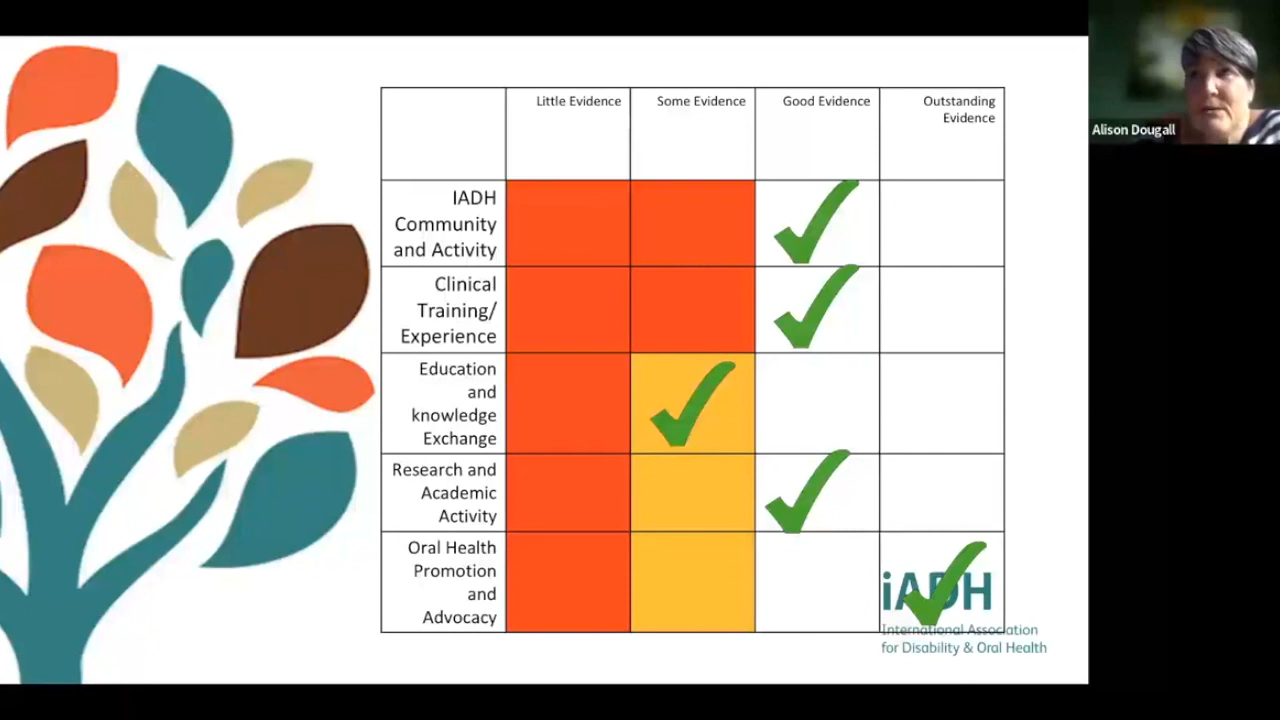 Little Evidence
Some Evidence
Good Evidence
Outstanding
Evidence
IADH
Community
and Activity
Clinical
Training/
Experience
Education
and
knowledge
Exchange
Research and
Academic
Activity
Oral Health
Promotion
and
Advocacy
iADH
International Association
for Disability & Oral Health
Alison Dougall